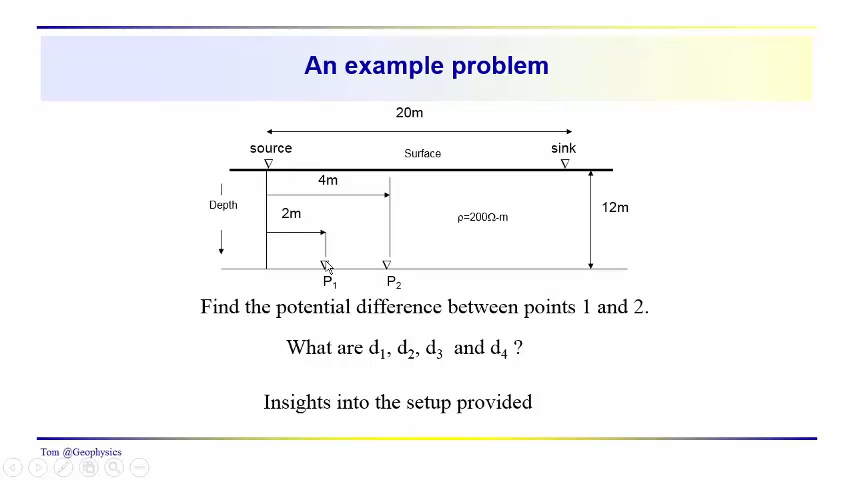 An example problem
20m
source
Surface
sink
4m
Depth
2m
ρ=200Ω-m
12m
P₁
P₂
Find the potential difference between points 1 and 2.
What are d₁, d₂, d₃ and d₄ ?
Insights into the setup provided
Tom @Geophysics